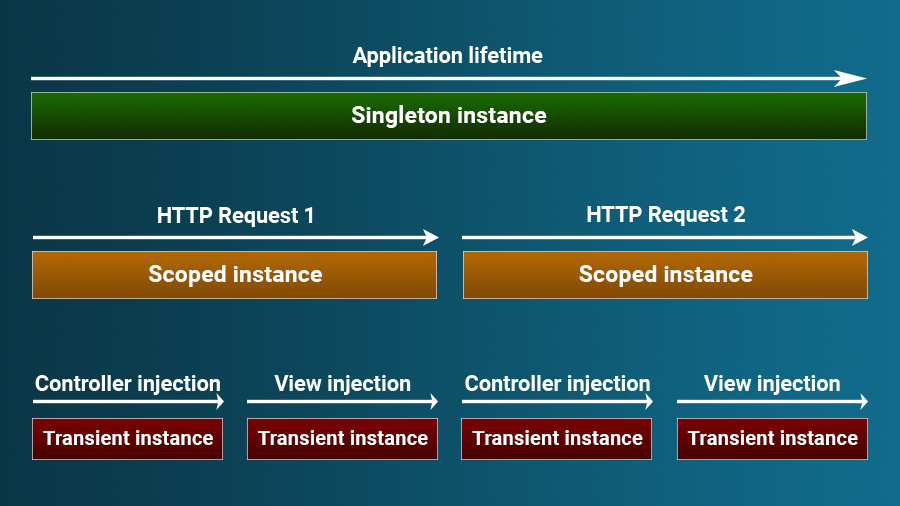 Application lifetime
Singleton instance
HTTP Request 1
HTTP Request 2
Scoped instance
Scoped instance
Controller injection
View injection
Controller injection
View injection
Transient instance
Transient instance
Transient instance
Transient instance